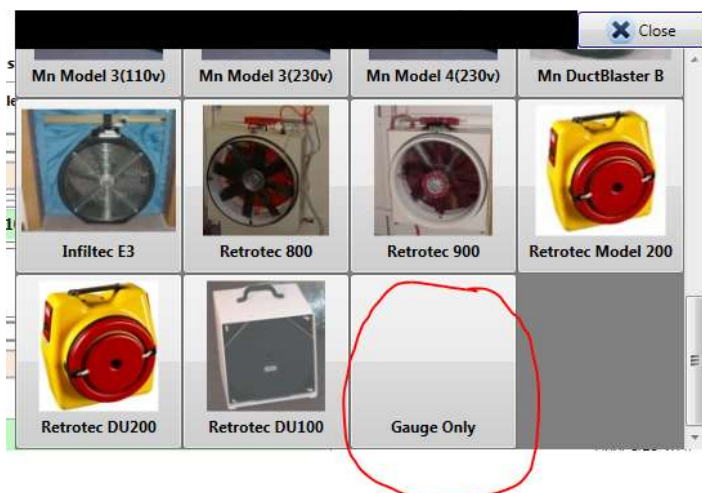 Close
Mn Model 3(110v) Mn Model 3(230v) Mn Model 4(230v) Mn DuctBlaster B
Infiltec E3 Retrotec 800 Retrotec 900 Retrotec Model 200
Retrotec DU200 Retrotec DU100 Gauge Only